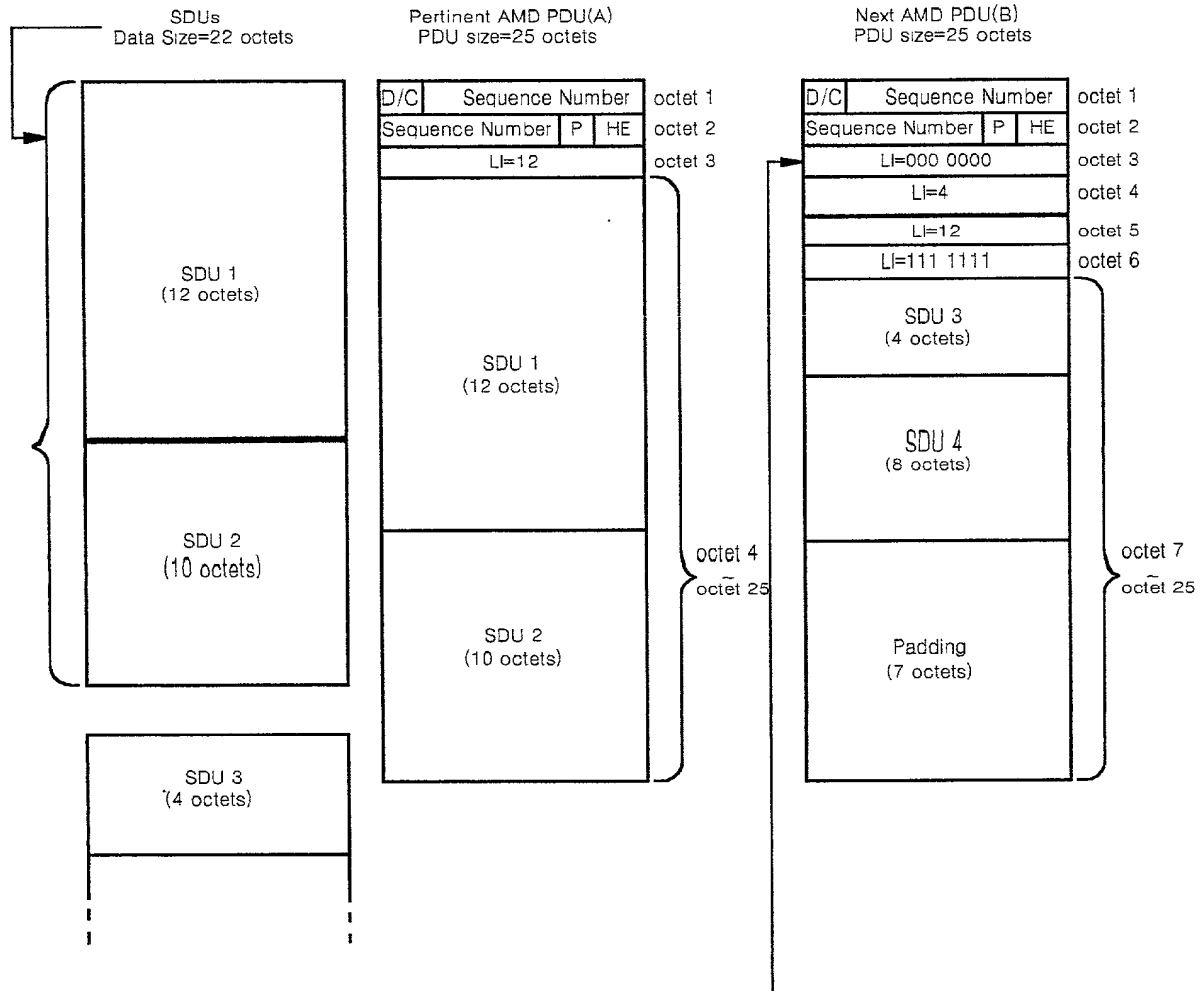 SDUs
Data Size=22 octets
SDU 1
(12 octets)
SDU 2
(10 octets)
SDU 3
(4 octets)
Pertinent AMD PDU(A)
PDU size=25 octets
D/C Sequence Number octet 1
Sequence Number P HE octet 2
LI=12 octet 3
SDU 1
(12 octets)
SDU 2
(10 octets)
octet 4
~
octet 25
Next AMD PDU(B)
PDU size=25 octets
D/C Sequence Number octet 1
Sequence Number P HE octet 2
LI=000 0000 octet 3
LI=4 octet 4
LI=12 octet 5
LI=111 1111 octet 6
SDU 3
(4 octets)
SDU 4
(8 octets)
Padding
(7 octets)
octet 7
~
octet 25